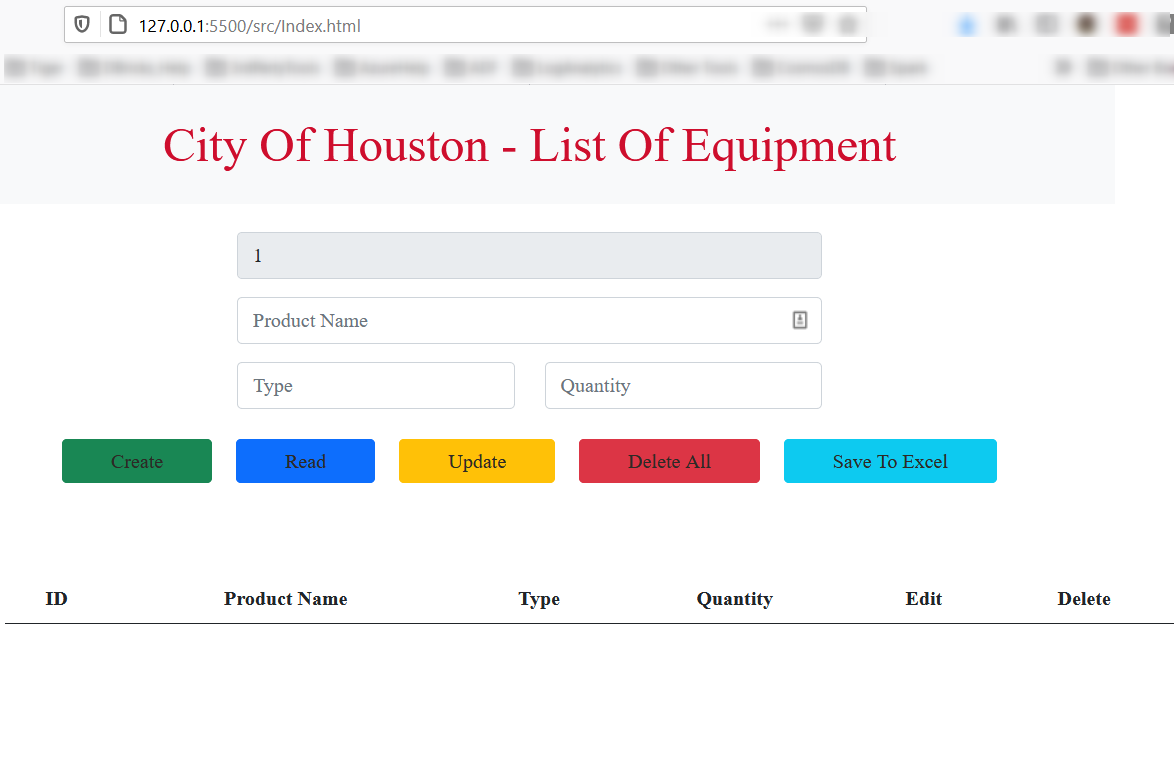 127.0.0.1:5500/src/Index.html
City Of Houston - List Of Equipment
1
Product Name
Type Quantity
Create Read Update Delete All Save To Excel
ID Product Name Type Quantity Edit Delete